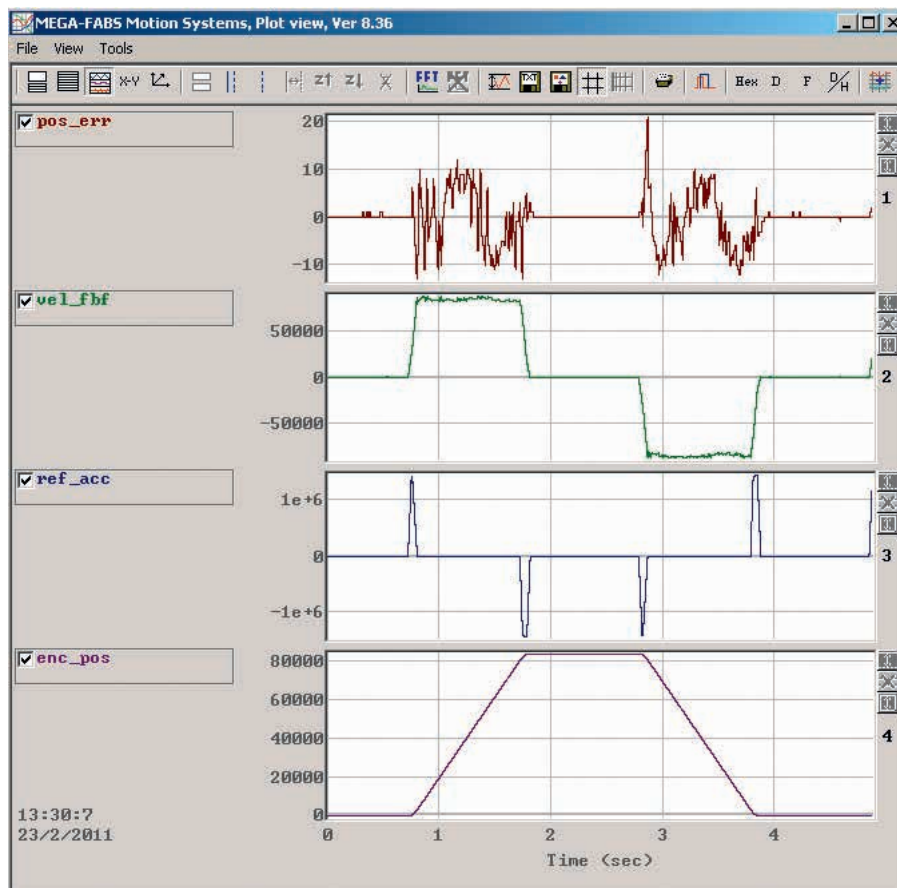 MEGA-FABS Motion Systems, Plot view, Ver 8.36
File View Tools
X-Y Z↑ Z↓ FFT TXT Hex D F D/H
pos_err
20
10
0
-10
1
vel_fbf
50000
0
-50000
2
ref_acc
1e+6
0
-1e+6
3
enc_pos
80000
60000
40000
20000
0
4
13:30:7
23/2/2011
0 1 2 3 4
Time (sec)